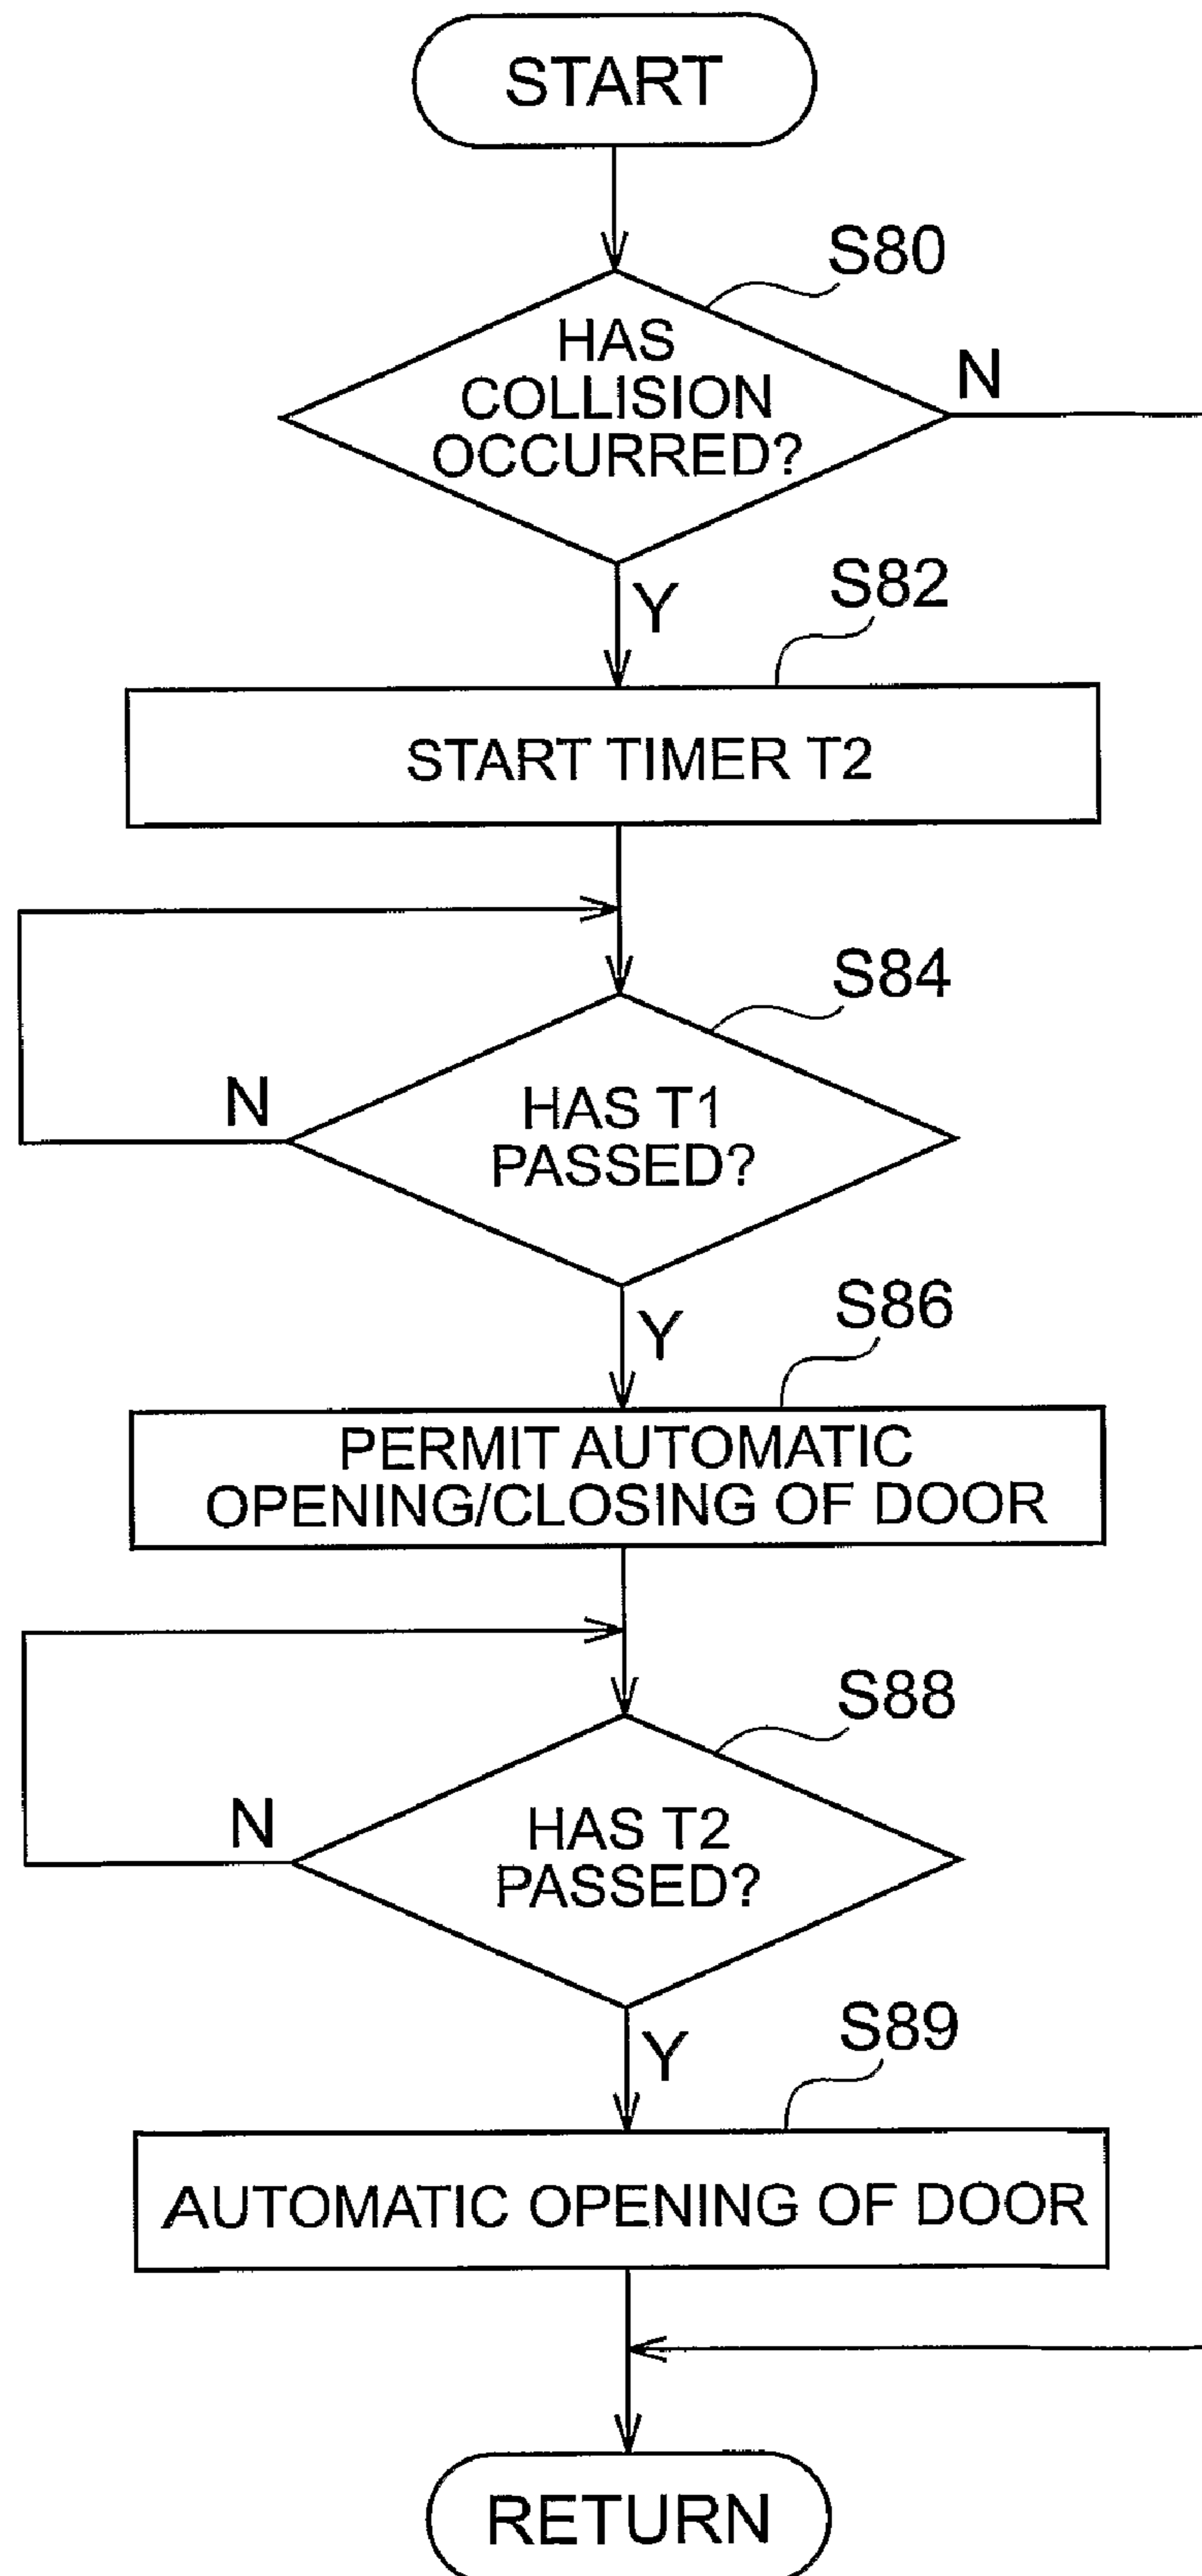 START
S80
HAS
COLLISION
OCCURRED?
N
Y
S82
START TIMER T2
S84
HAS T1
PASSED?
N
Y
S86
PERMIT AUTOMATIC
OPENING/CLOSING OF DOOR
S88
HAS T2
PASSED?
N
Y
S89
AUTOMATIC OPENING OF DOOR
RETURN